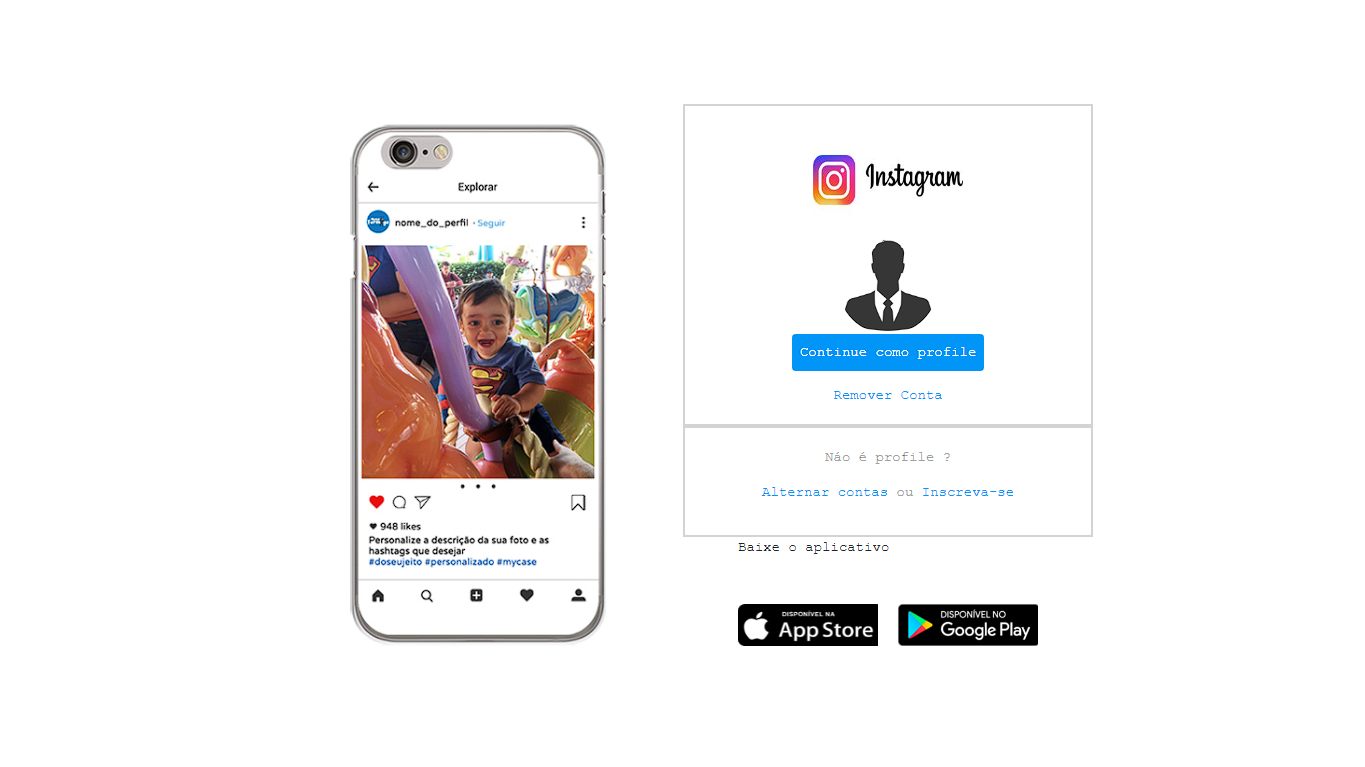 Explorar
nome_do_perfil • Seguir
948 likes
Personalize a descrição da sua foto e as
hashtags que desejar
#doseujeito #personalizado #mycase
Instagram
Continue como profile
Remover Conta
Não é profile ?
Alternar contas ou Inscreva-se
Baixe o aplicativo
DISPONÍVEL NA
App Store
DISPONÍVEL NO
Google Play